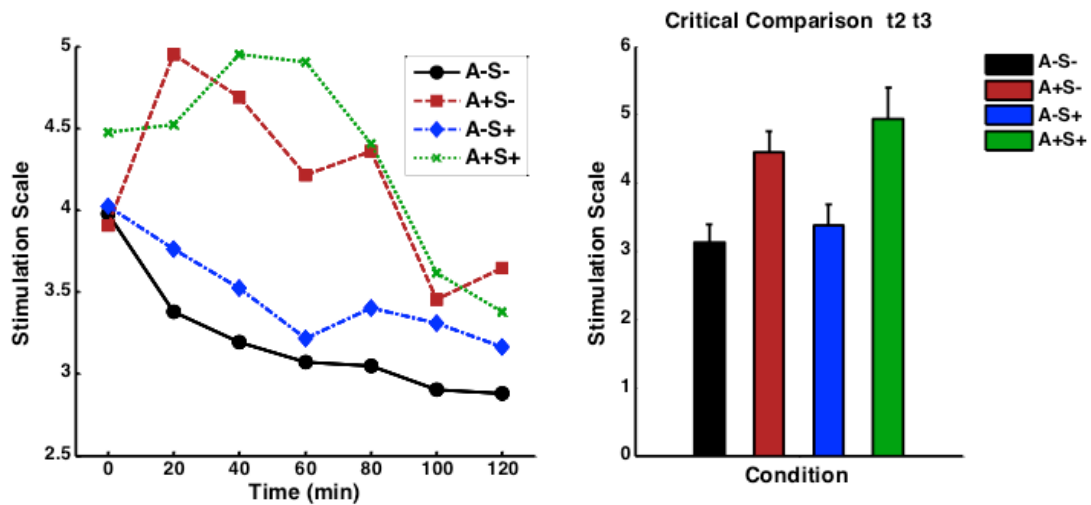 5
4.5
4
3.5
3
2.5
Stimulation Scale
0 20 40 60 80 100 120
Time (min)
A-S-
A+S-
A-S+
A+S+
Critical Comparison t2 t3
6
5
4
3
2
1
0
Stimulation Scale
Condition
A-S-
A+S-
A-S+
A+S+